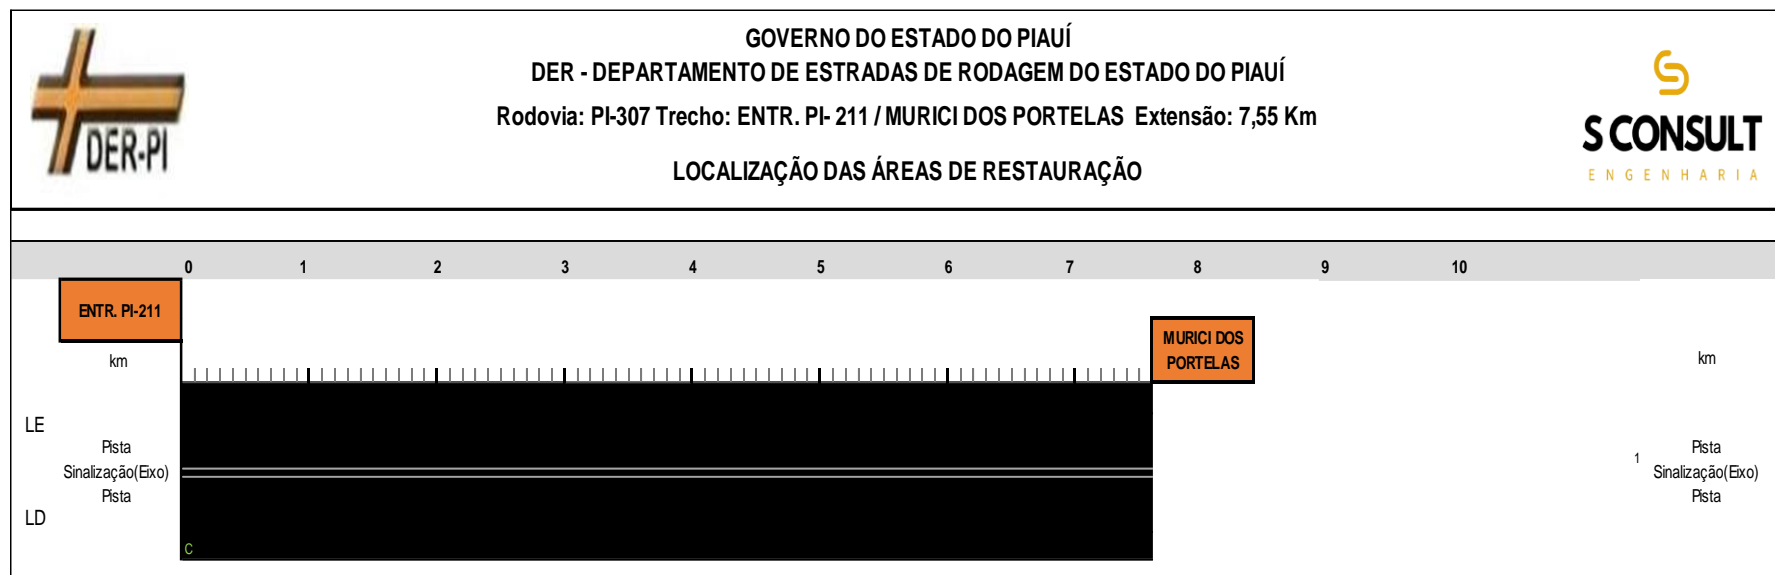 GOVERNO DO ESTADO DO PIAUÍ
DER - DEPARTAMENTO DE ESTRADAS DE RODAGEM DO ESTADO DO PIAUÍ
Rodovia: PI-307 Trecho: ENTR. PI- 211 / MURICI DOS PORTELAS Extensão: 7,55 Km
LOCALIZAÇÃO DAS ÁREAS DE RESTAURAÇÃO
DER-PI
S CONSULT
ENGENHARIA
0 1 2 3 4 5 6 7 8 9 10
ENTR. PI-211
MURICI DOS
PORTELAS
km
km
LE
Pista
Sinalização(Eixo)
Pista
LD
1
Pista
Sinalização(Eixo)
Pista
C